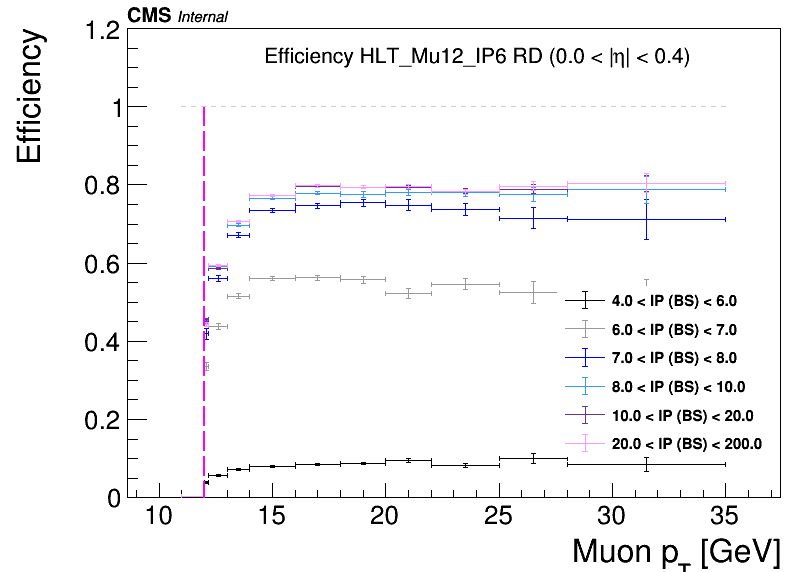 CMS Internal
Efficiency HLT_Mu12_IP6 RD (0.0 < |η| < 0.4)
Efficiency
1.2
1
0.8
0.6
0.4
0.2
0
4.0 < IP (BS) < 6.0
6.0 < IP (BS) < 7.0
7.0 < IP (BS) < 8.0
8.0 < IP (BS) < 10.0
10.0 < IP (BS) < 20.0
20.0 < IP (BS) < 200.0
10 15 20 25 30 35
Muon p_T [GeV]